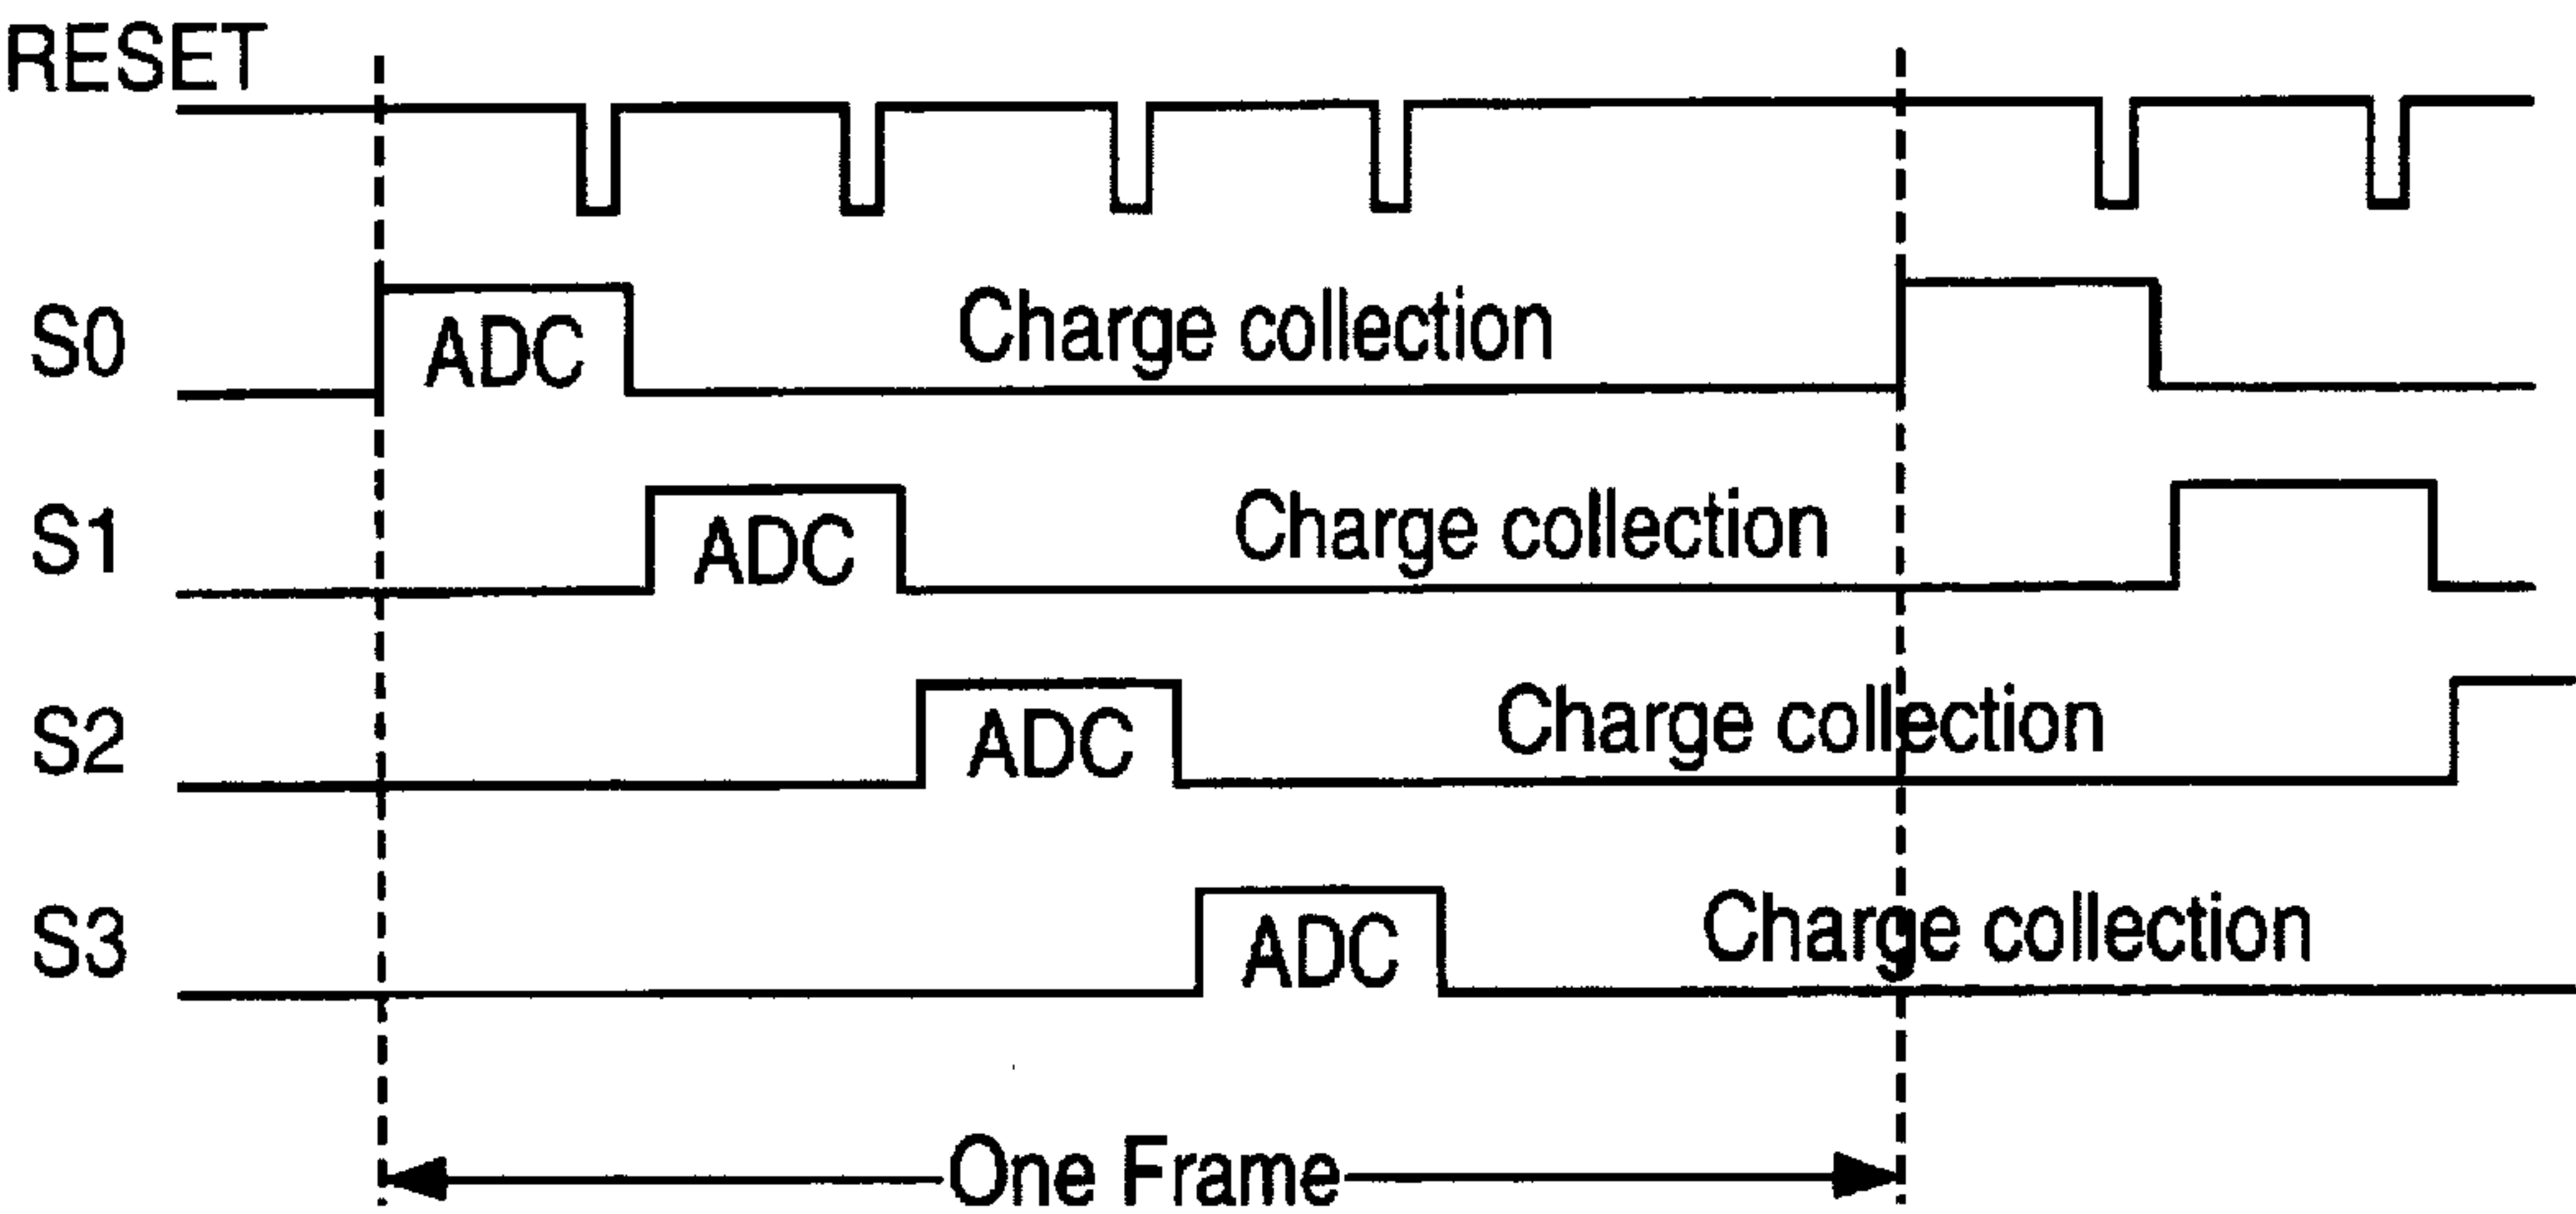 RESET
S0 ADC Charge collection
S1 ADC Charge collection
S2 ADC Charge collection
S3 ADC Charge collection
One Frame